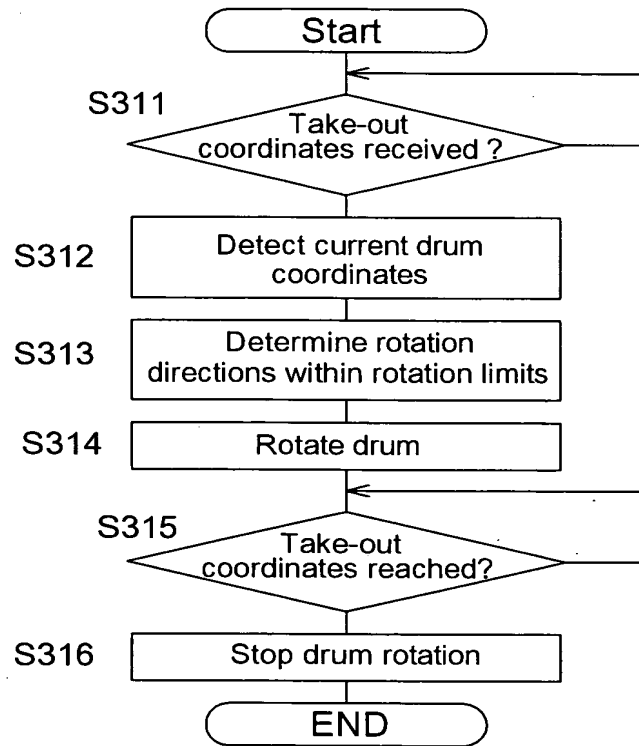 Start
S311
Take-out
coordinates received ?
S312
Detect current drum
coordinates
S313
Determine rotation
directions within rotation limits
S314
Rotate drum
S315
Take-out
coordinates reached?
S316
Stop drum rotation
END